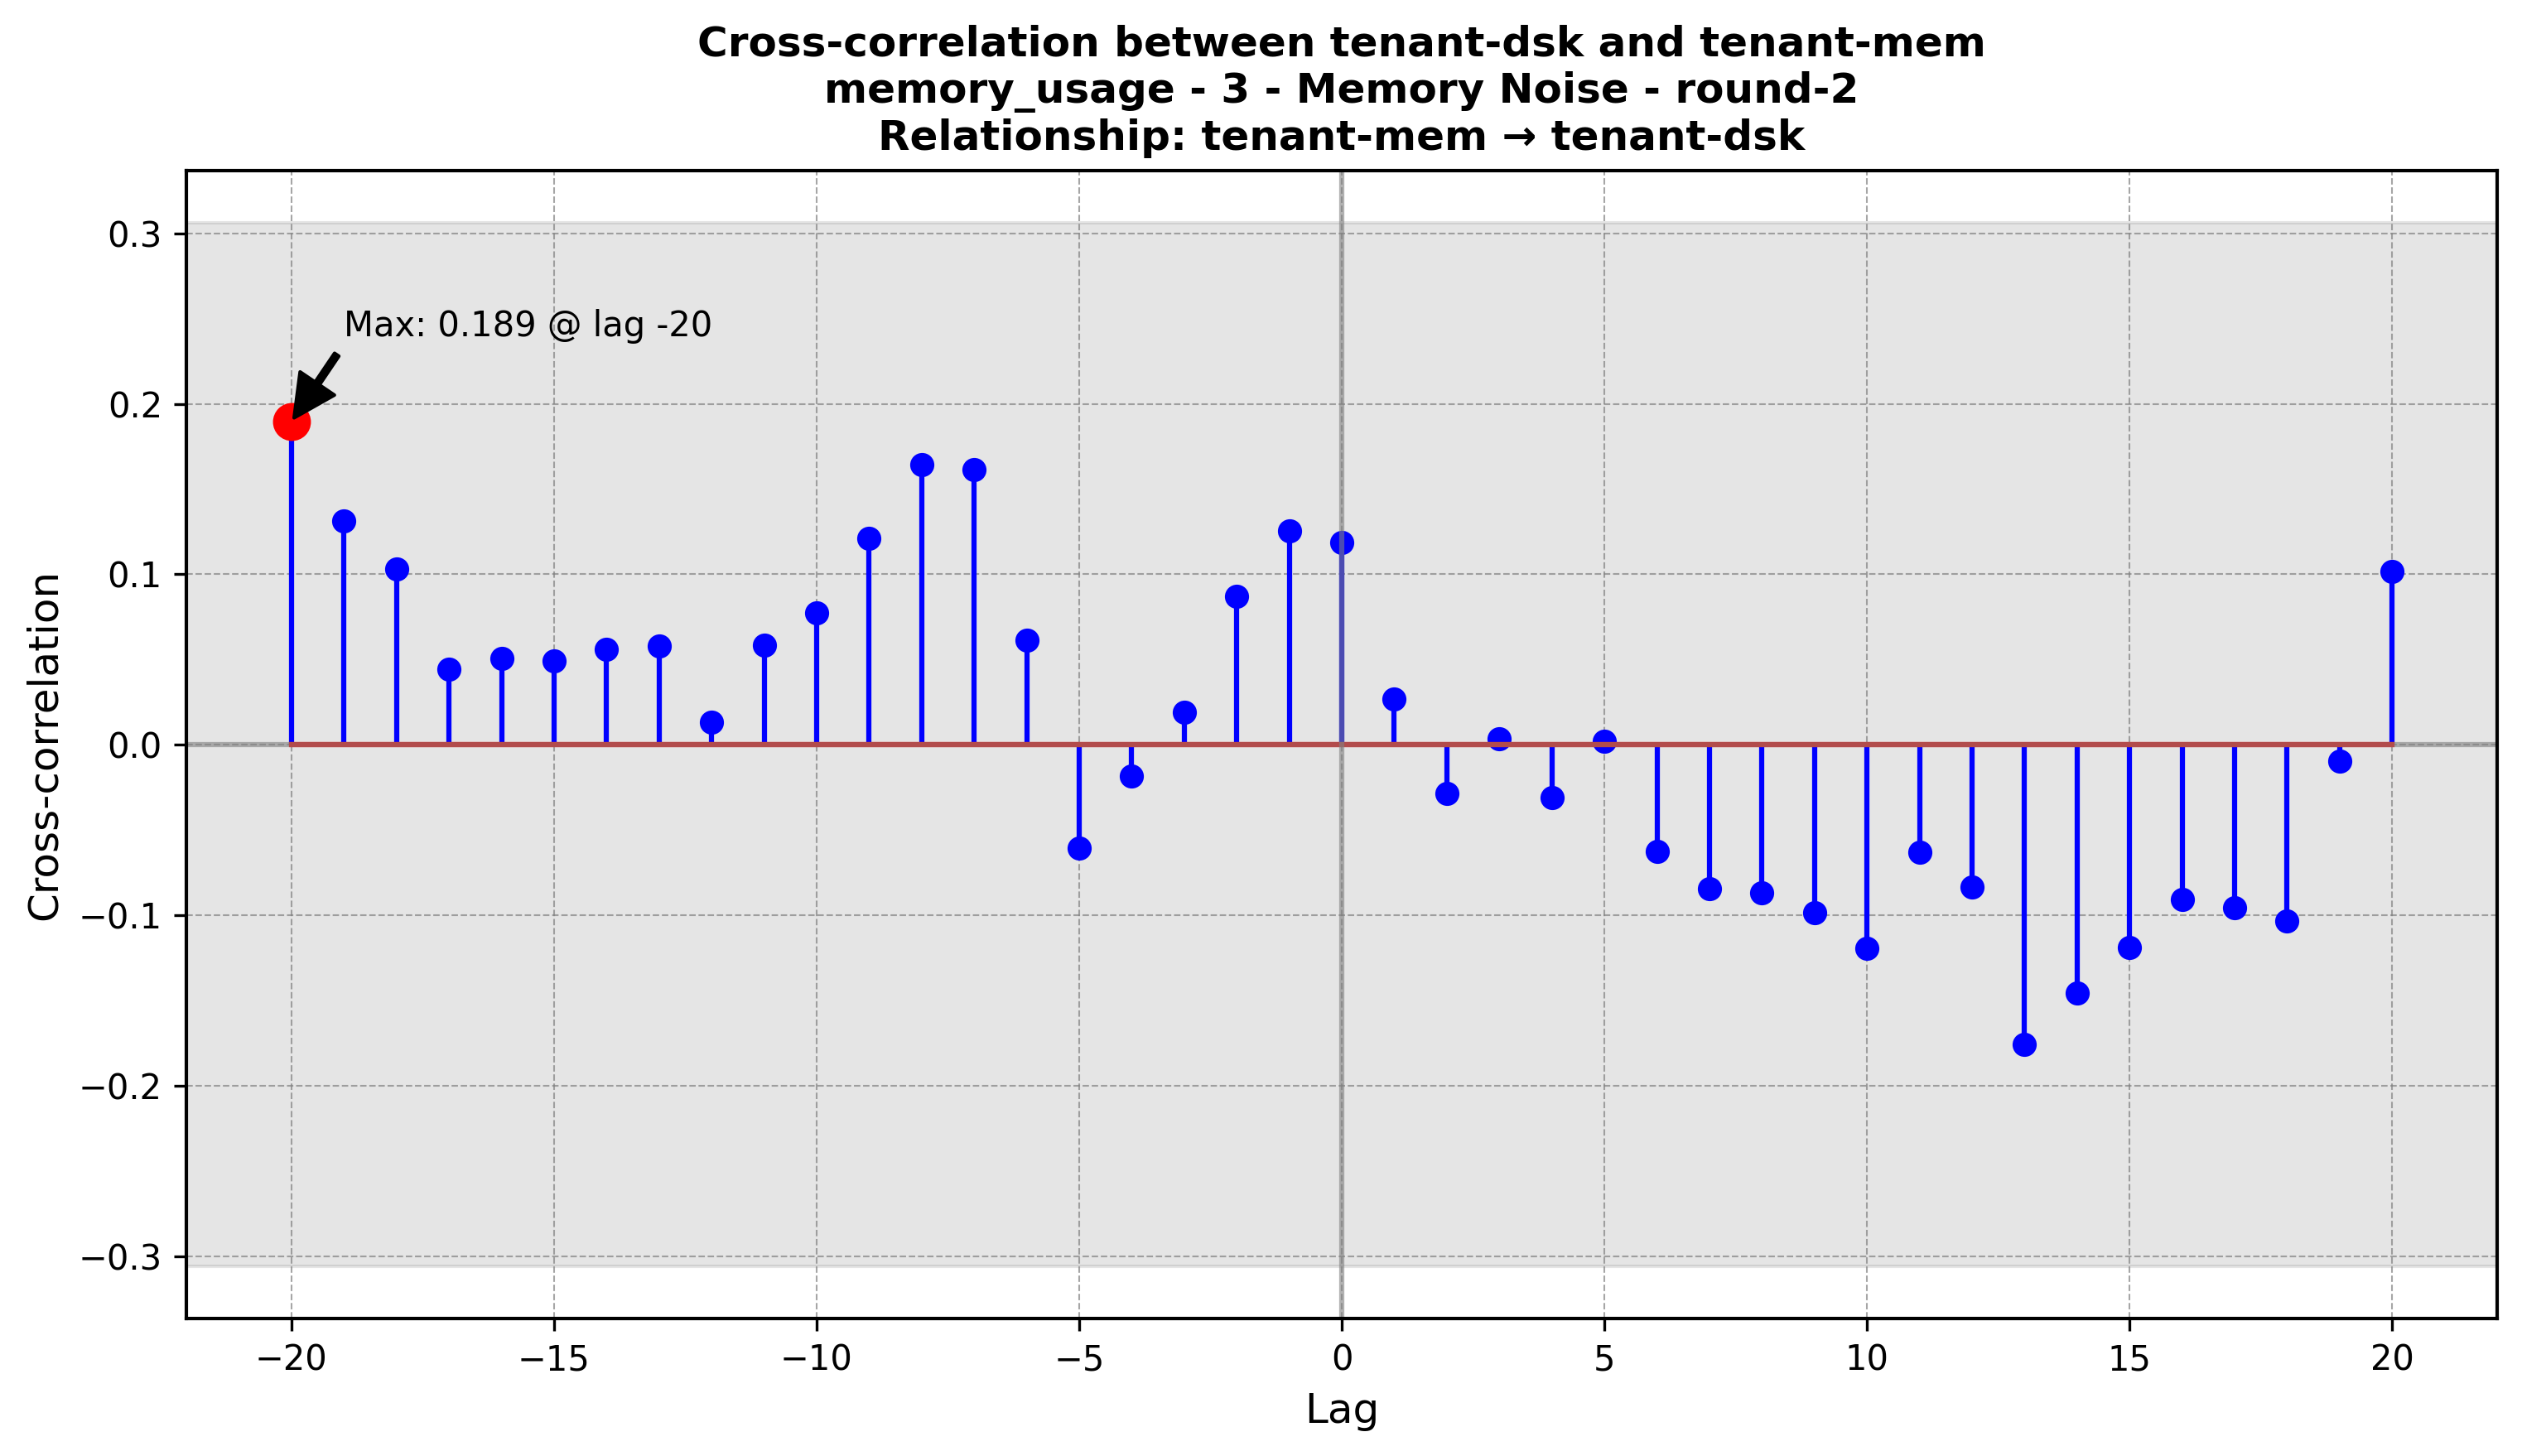 Cross-correlation between tenant-dsk and tenant-mem
memory_usage - 3 - Memory Noise - round-2
Relationship: tenant-mem → tenant-dsk
0.3
Max: 0.189 @ lag -20
0.2
0.1
0.0
−0.1
−0.2
−0.3
Cross-correlation
−20 −15 −10 −5 0 5 10 15 20
Lag